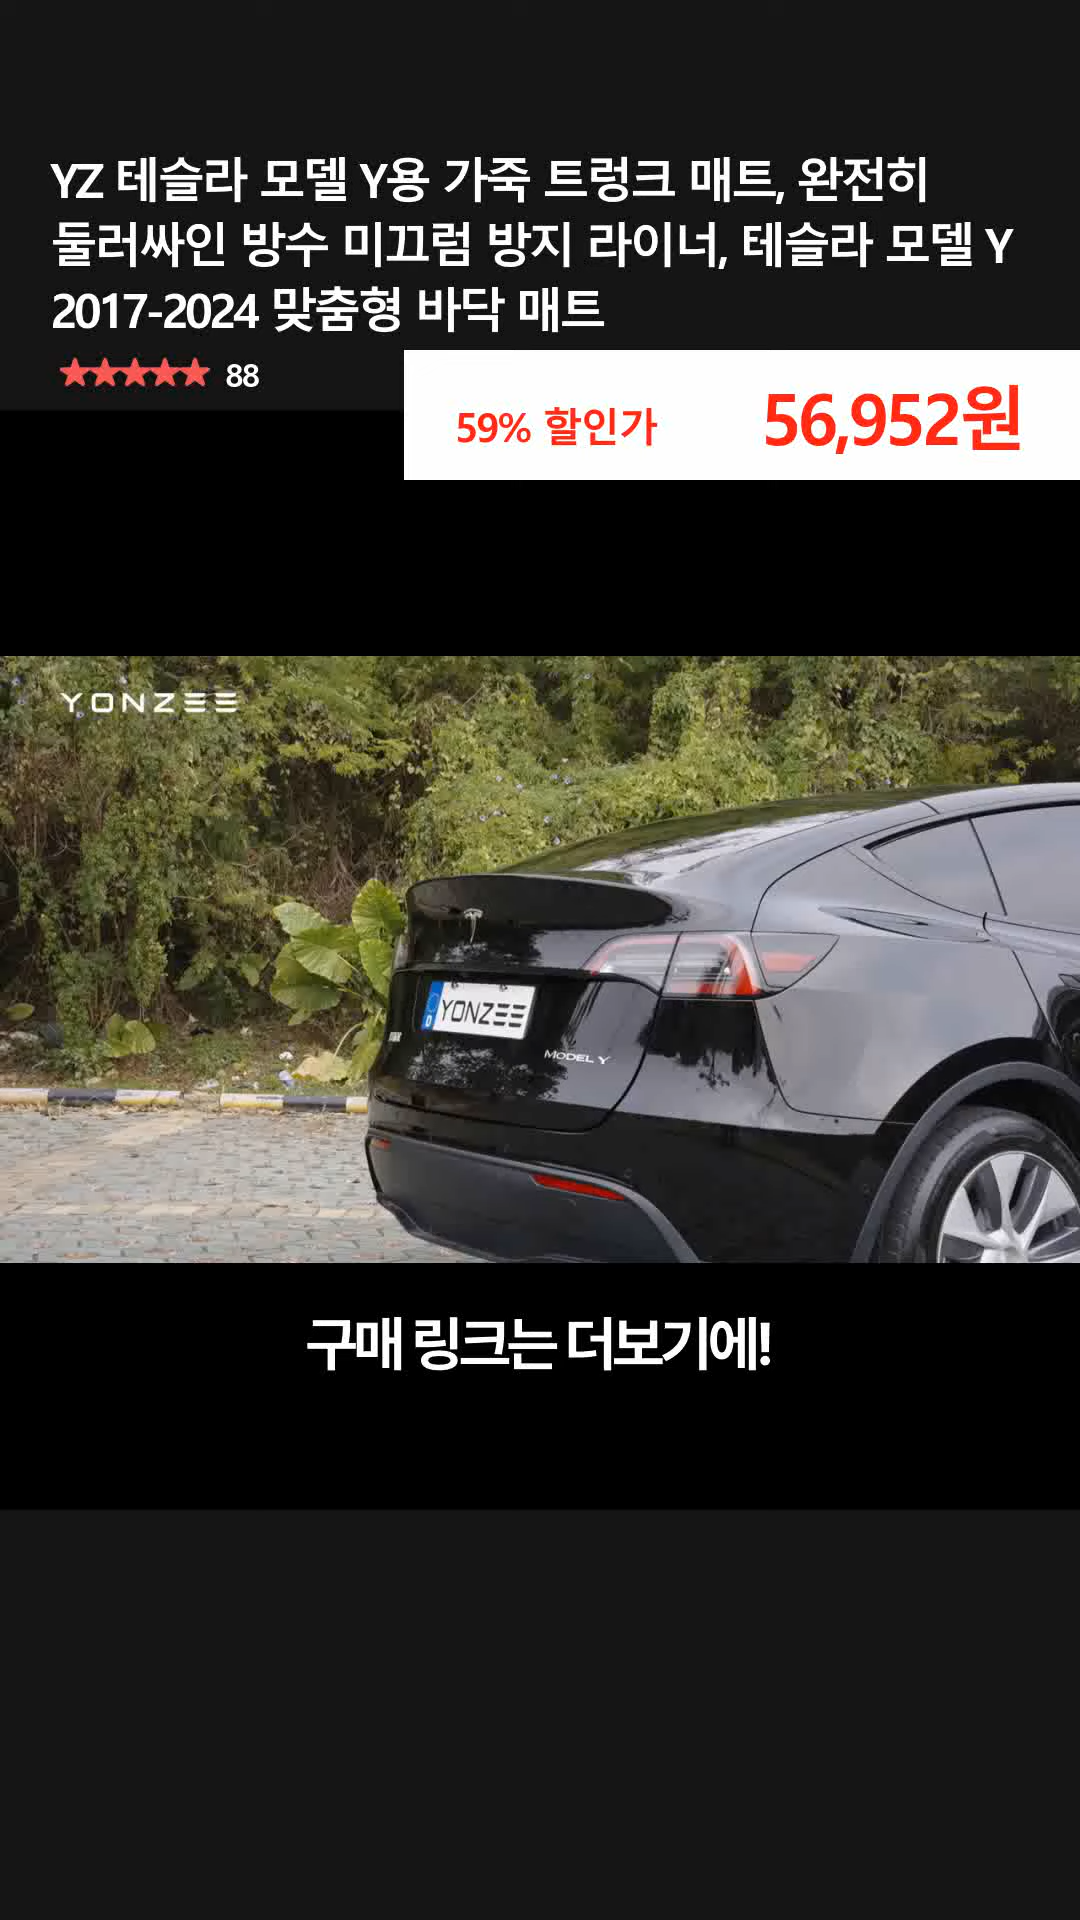 YZ 테슬라 모델 Y용 가죽 트렁크 매트, 완전히
둘러싸인 방수 미끄럼 방지 라이너, 테슬라 모델 Y
2017-2024 맞춤형 바닥 매트
88
59% 할인가 56,952원
YONZEE
YONZEE
MODEL Y
구매 링크는 더보기에!